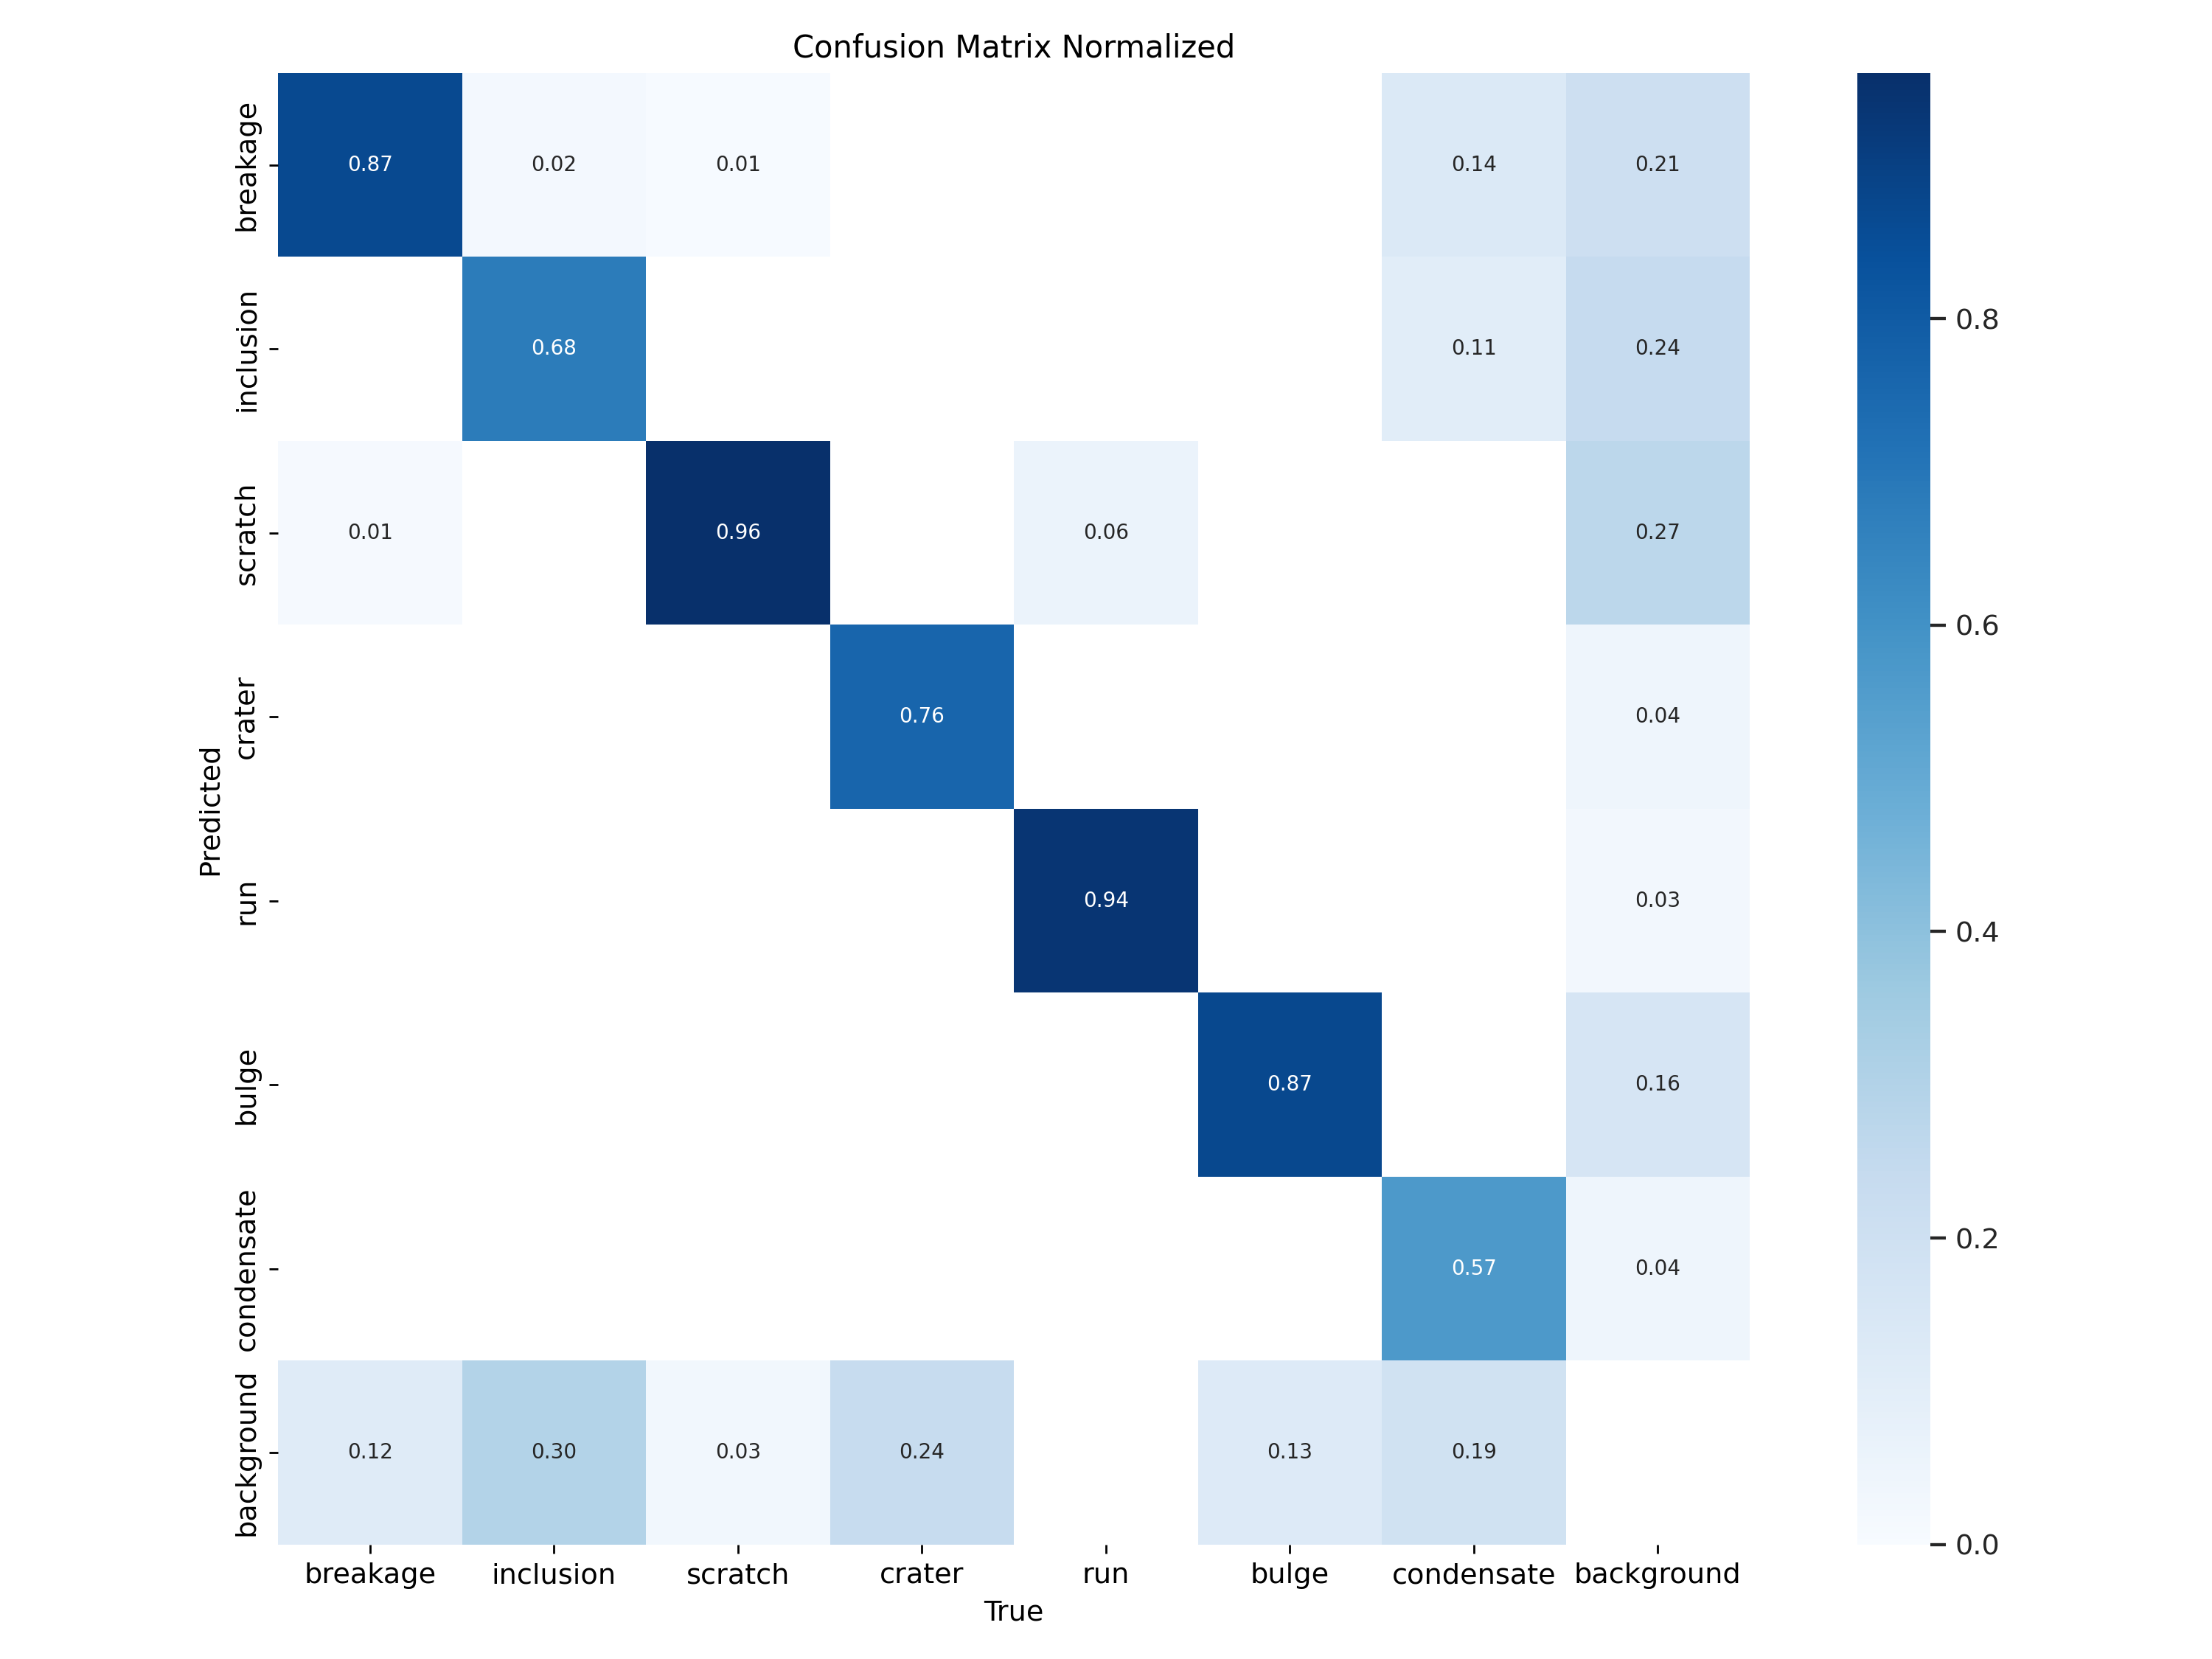 Confusion Matrix Normalized
breakage
0.87 0.02 0.01 0.14 0.21
inclusion
0.68 0.11 0.24
scratch
0.01 0.96 0.06 0.27
crater
0.76 0.04
run
0.94 0.03
bulge
0.87 0.16
condensate
0.57 0.04
background
0.12 0.30 0.03 0.24 0.13 0.19
Predicted
breakage inclusion scratch crater run bulge condensate background
True
0.8
0.6
0.4
0.2
0.0